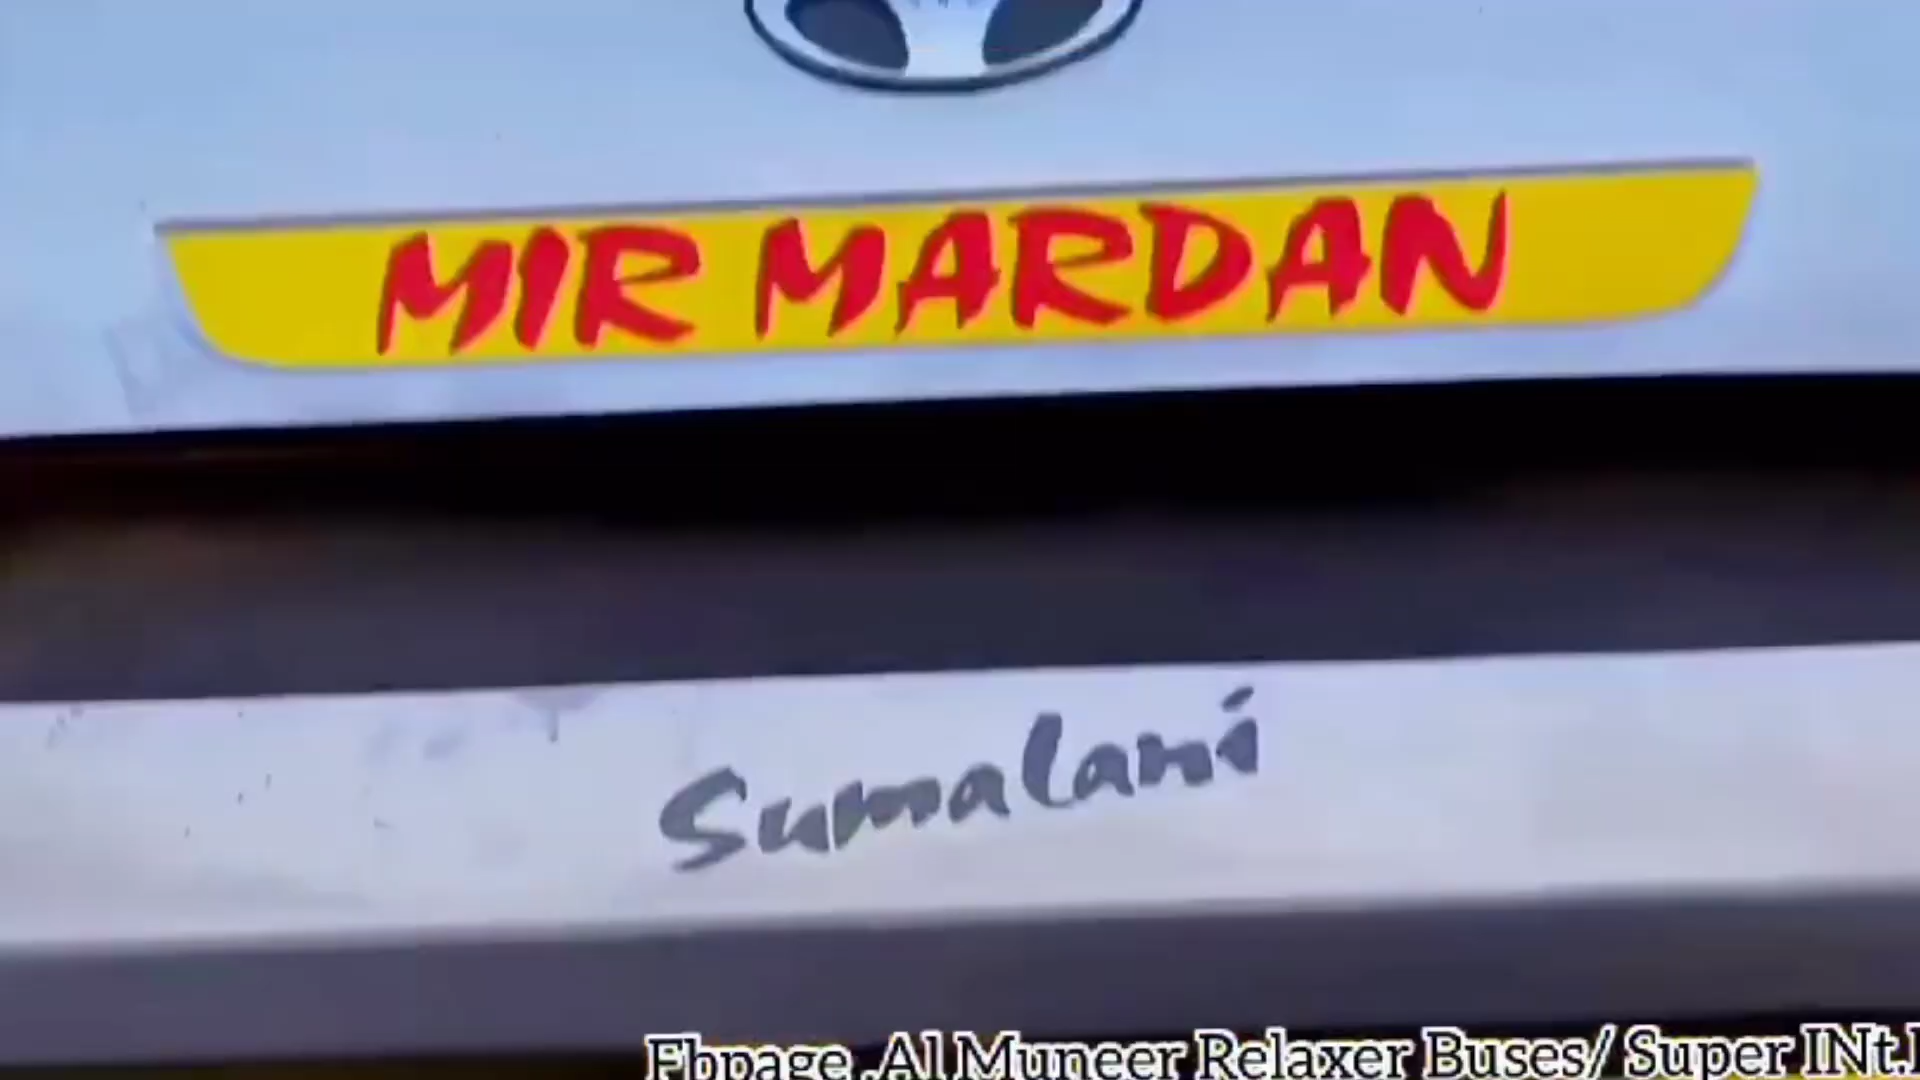 MIR MARDAN
Sumalani
Fbpage .Al Muneer Relaxer Buses/ Super INt.